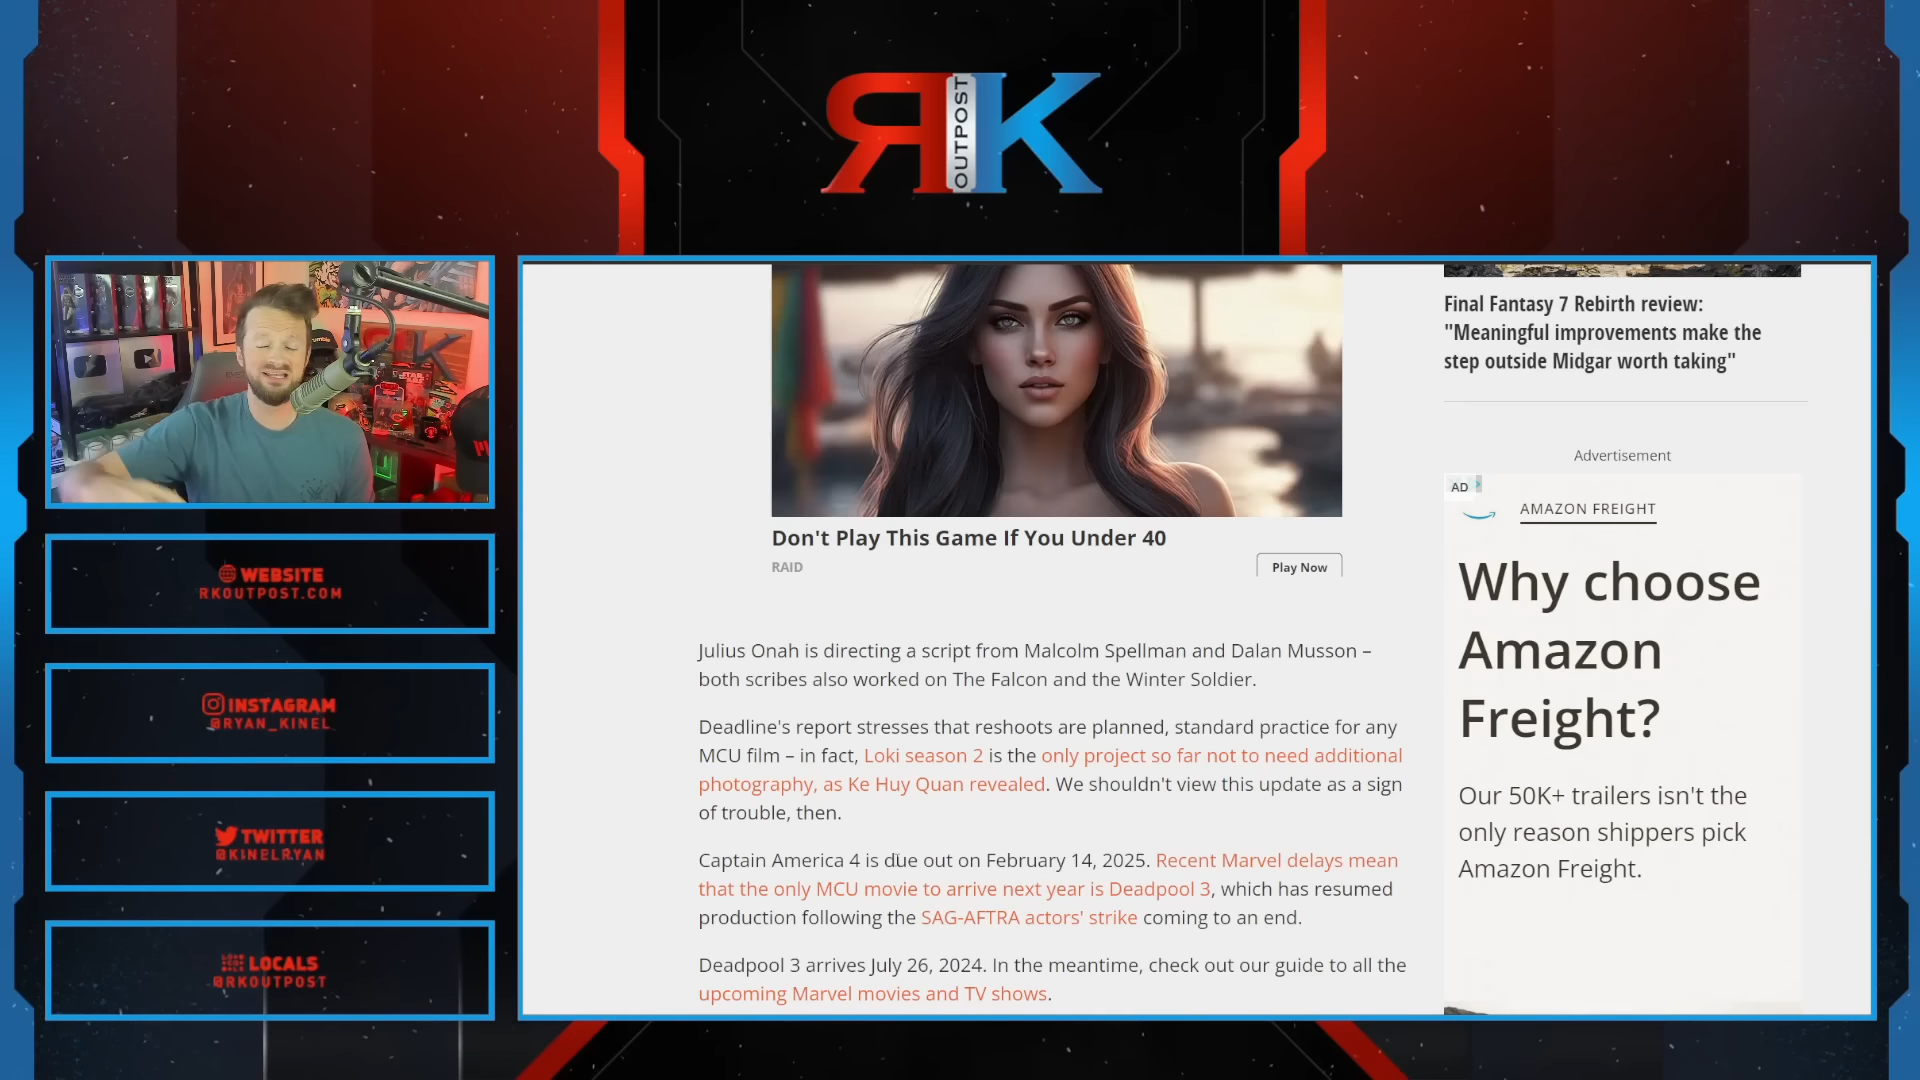 RK
OUTPOST
WEBSITE
RKOUTPOST.COM
INSTAGRAM
@RYAN_KINEL
TWITTER
@KINELRYAN
LOCALS
@RKOUTPOST
Don't Play This Game If You Under 40
RAID
Play Now
Julius Onah is directing a script from Malcolm Spellman and Dalan Musson –
both scribes also worked on The Falcon and the Winter Soldier.
Deadline's report stresses that reshoots are planned, standard practice for any
MCU film – in fact, Loki season 2 is the only project so far not to need additional
photography, as Ke Huy Quan revealed. We shouldn't view this update as a sign
of trouble, then.
Captain America 4 is due out on February 14, 2025. Recent Marvel delays mean
that the only MCU movie to arrive next year is Deadpool 3, which has resumed
production following the SAG-AFTRA actors' strike coming to an end.
Deadpool 3 arrives July 26, 2024. In the meantime, check out our guide to all the
upcoming Marvel movies and TV shows.
Final Fantasy 7 Rebirth review:
"Meaningful improvements make the
step outside Midgar worth taking"
Advertisement
AD
AMAZON FREIGHT
Why choose
Amazon
Freight?
Our 50K+ trailers isn't the
only reason shippers pick
Amazon Freight.